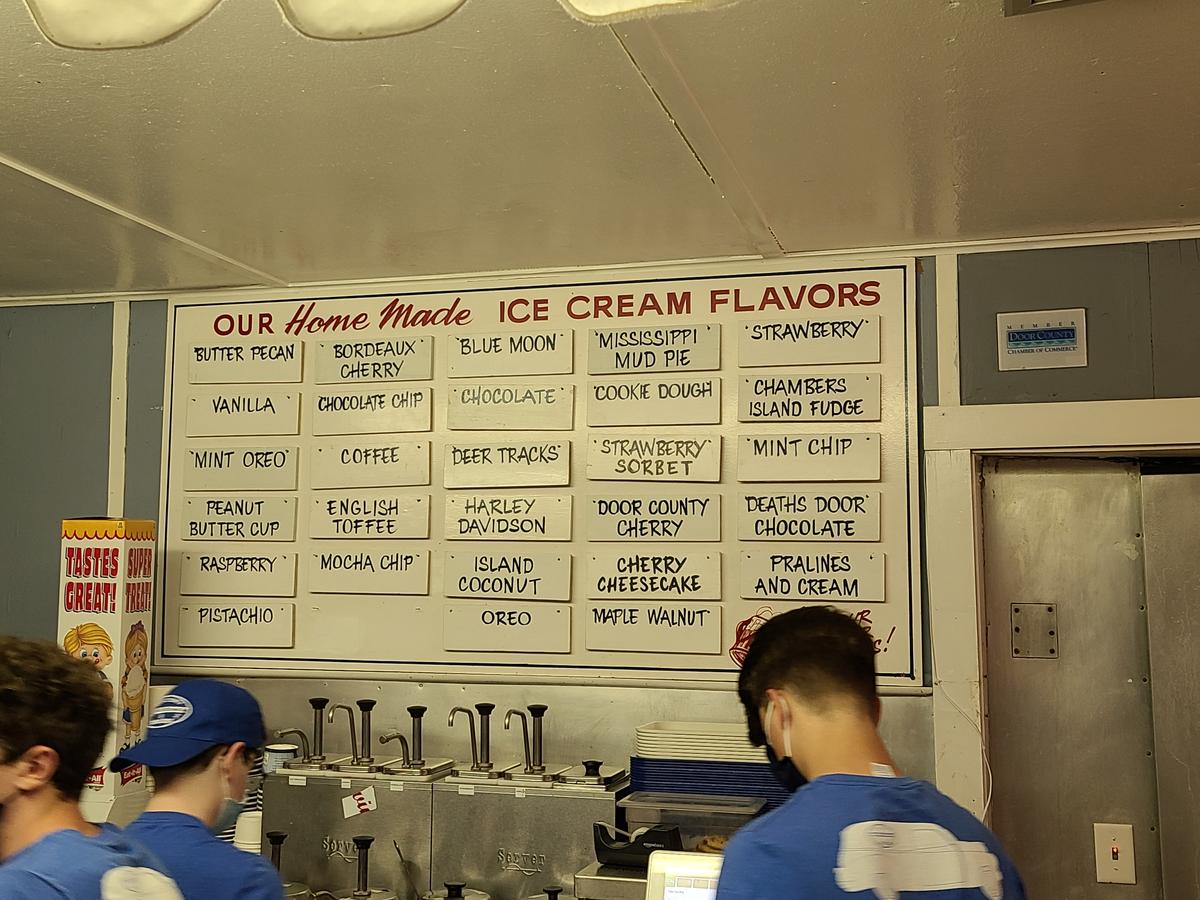 OUR Home Made ICE CREAM FLAVORS
BUTTER PECAN
VANILLA
MINT OREO
PEANUT
BUTTER CUP
RASPBERRY
PISTACHIO
BORDEAUX
CHERRY
CHOCOLATE CHIP
COFFEE
ENGLISH
TOFFEE
MOCHA CHIP
BLUE MOON
CHOCOLATE
DEER TRACKS
HARLEY
DAVIDSON
ISLAND
COCONUT
OREO
MISSISSIPPI
MUD PIE
COOKIE DOUGH
STRAWBERRY
SORBET
DOOR COUNTY
CHERRY
CHERRY
CHEESECAKE
MAPLE WALNUT
STRAWBERRY
CHAMBERS
ISLAND FUDGE
MINT CHIP
DEATHS DOOR
CHOCOLATE
PRALINES
AND CREAM
MEMBER
DOOR COUNTY
CHAMBER OF COMMERCE
TASTES
GREAT!
SUPER
TREAT!
Server
Server